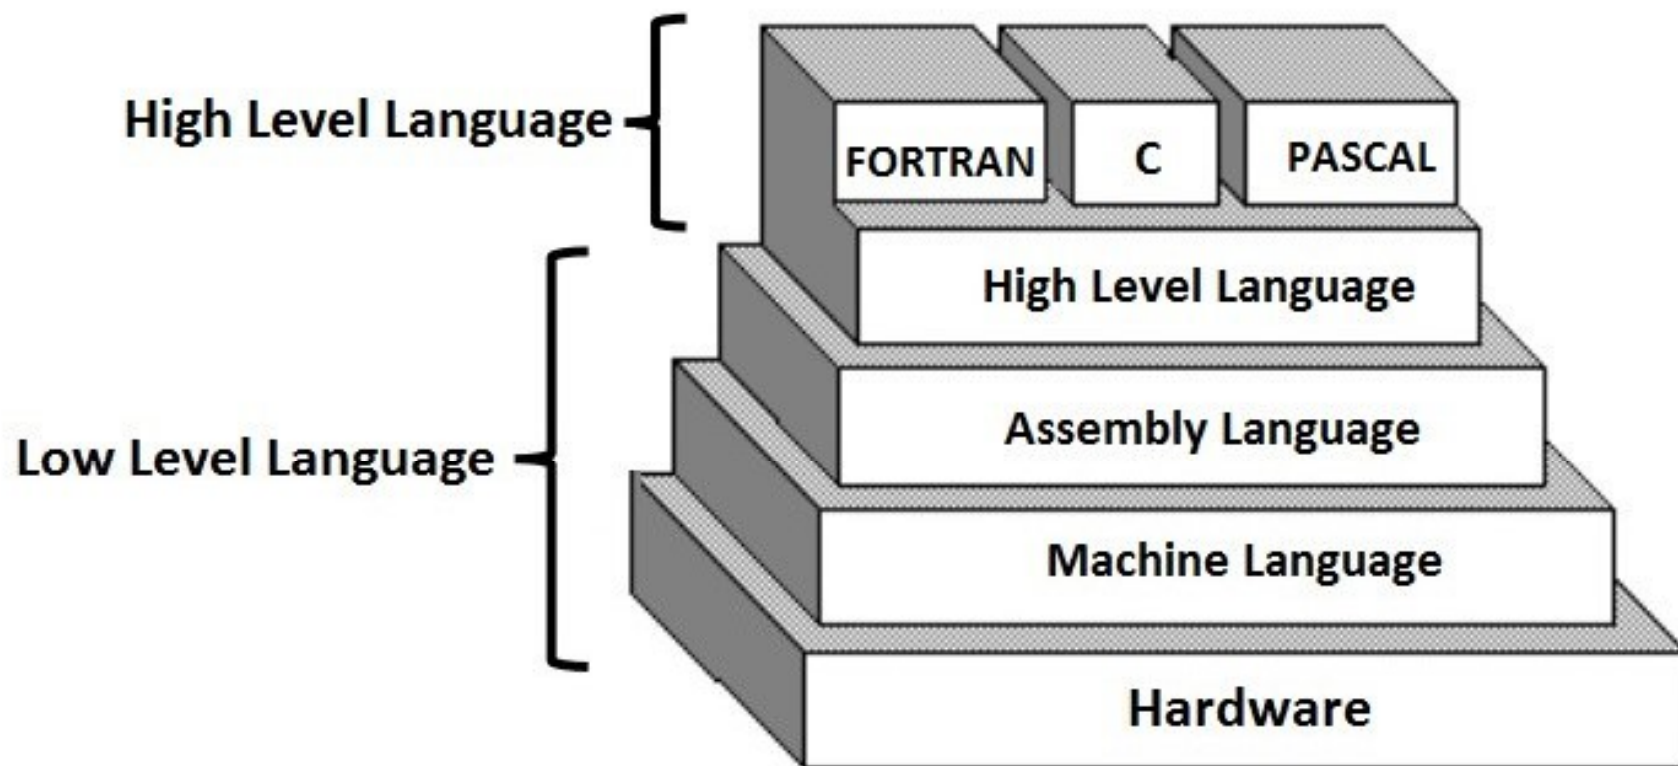 High Level Language
FORTRAN
C
PASCAL
High Level Language
Low Level Language
Assembly Language
Machine Language
Hardware